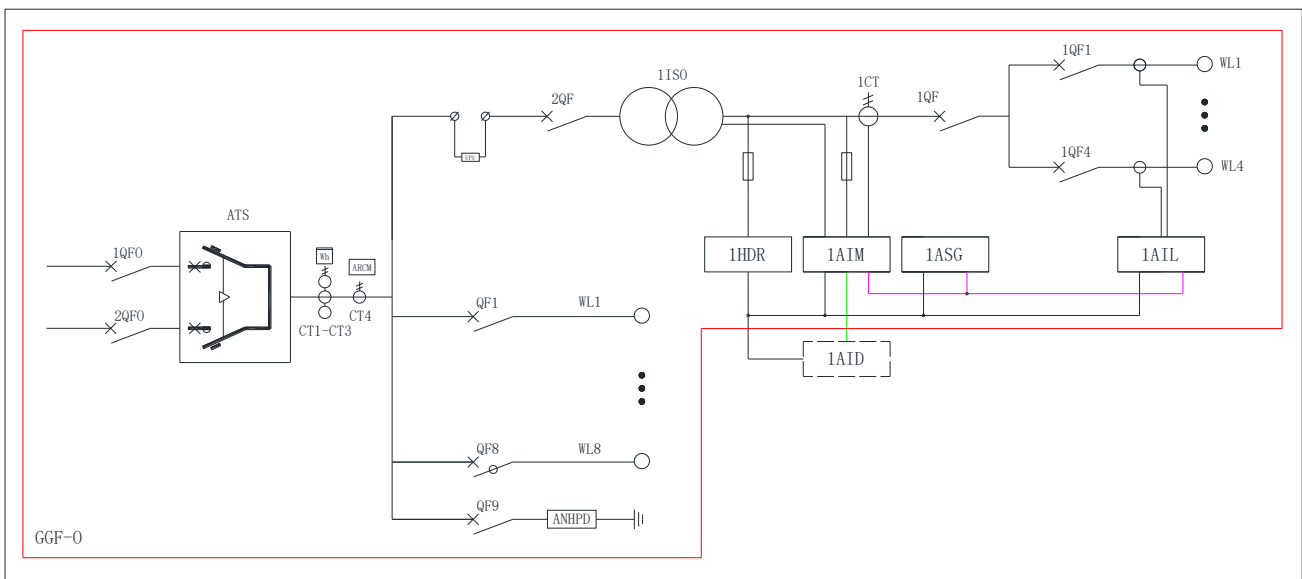 1ISO
1QF1
WL1
2QF
1CT
1QF
1QF4
WL4
UPS
ATS
1QF0
Wh
ARCM
1HDR
1AIM
1ASG
1AIL
2QF0
CT1-CT3
CT4
QF1
WL1
1AID
QF8
WL8
QF9
ANHPD
GGF-O